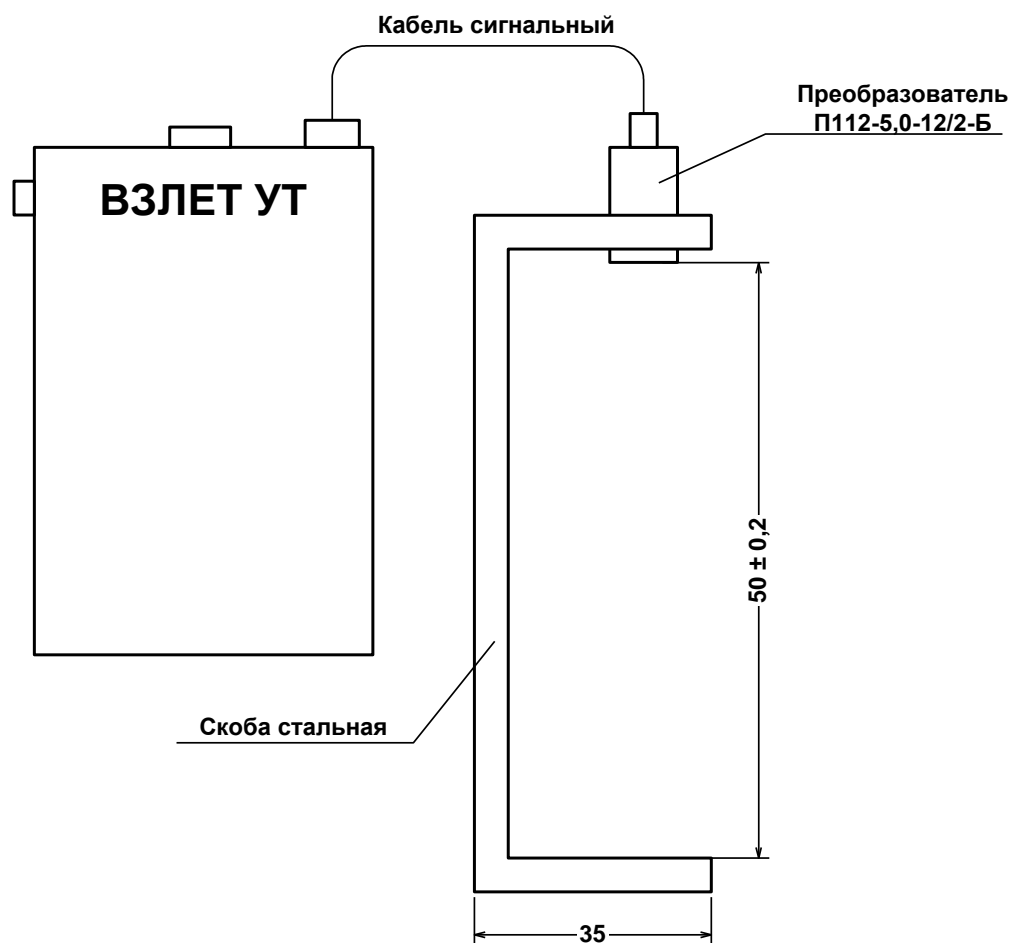 Кабель сигнальный
Преобразователь
П112-5,0-12/2-Б
ВЗЛЕТ УТ
50 ± 0,2
Скоба стальная
35